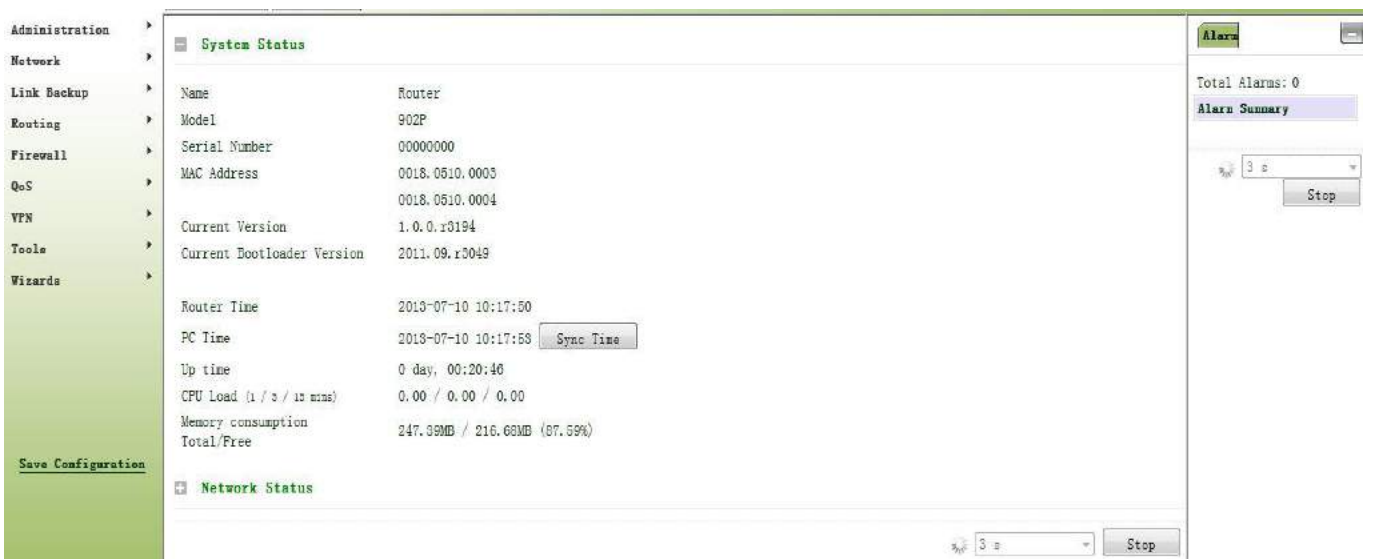 Administration
Network
Link Backup
Routing
Firewall
QoS
VPN
Tools
Wizards
Save Configuration
System Status
Name Router
Model 902P
Serial Number 00000000
MAC Address 0018.0510.0003
0018.0510.0004
Current Version 1.0.0.r3194
Current Bootloader Version 2011.09.r3049
Router Time 2013-07-10 10:17:50
PC Time 2013-07-10 10:17:53 Sync Time
Up time 0 day, 00:20:46
CPU Load (1 / 5 / 15 mins) 0.00 / 0.00 / 0.00
Memory consumption
Total/Free 247.39MB / 216.68MB (87.59%)
Network Status
3 s Stop
Alarm
Total Alarms: 0
Alarm Summary
3 s
Stop